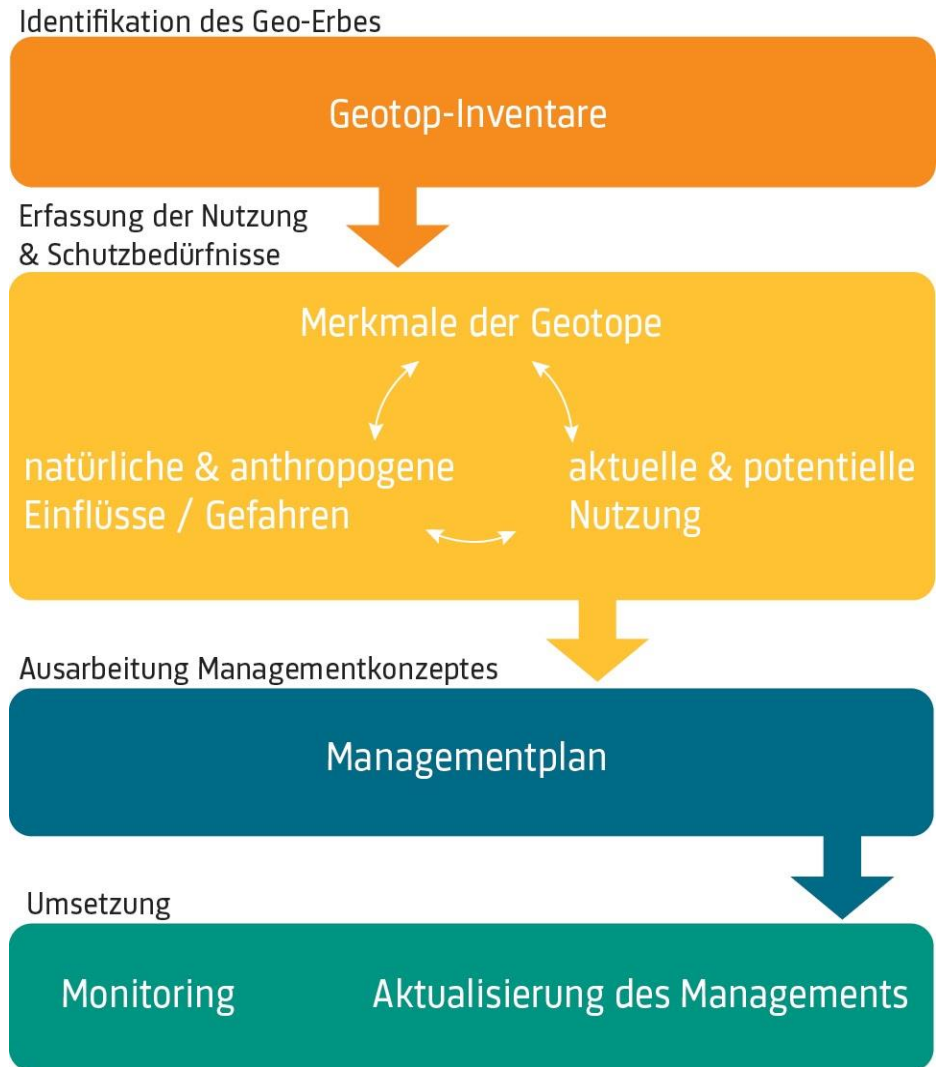 Identifikation des Geo-Erbes
Geotop-Inventare
Erfassung der Nutzung
& Schutzbedürfnisse
Merkmale der Geotope
natürliche & anthropogene
Einflüsse / Gefahren
aktuelle & potentielle
Nutzung
Ausarbeitung Managementkonzeptes
Managementplan
Umsetzung
Monitoring
Aktualisierung des Managements